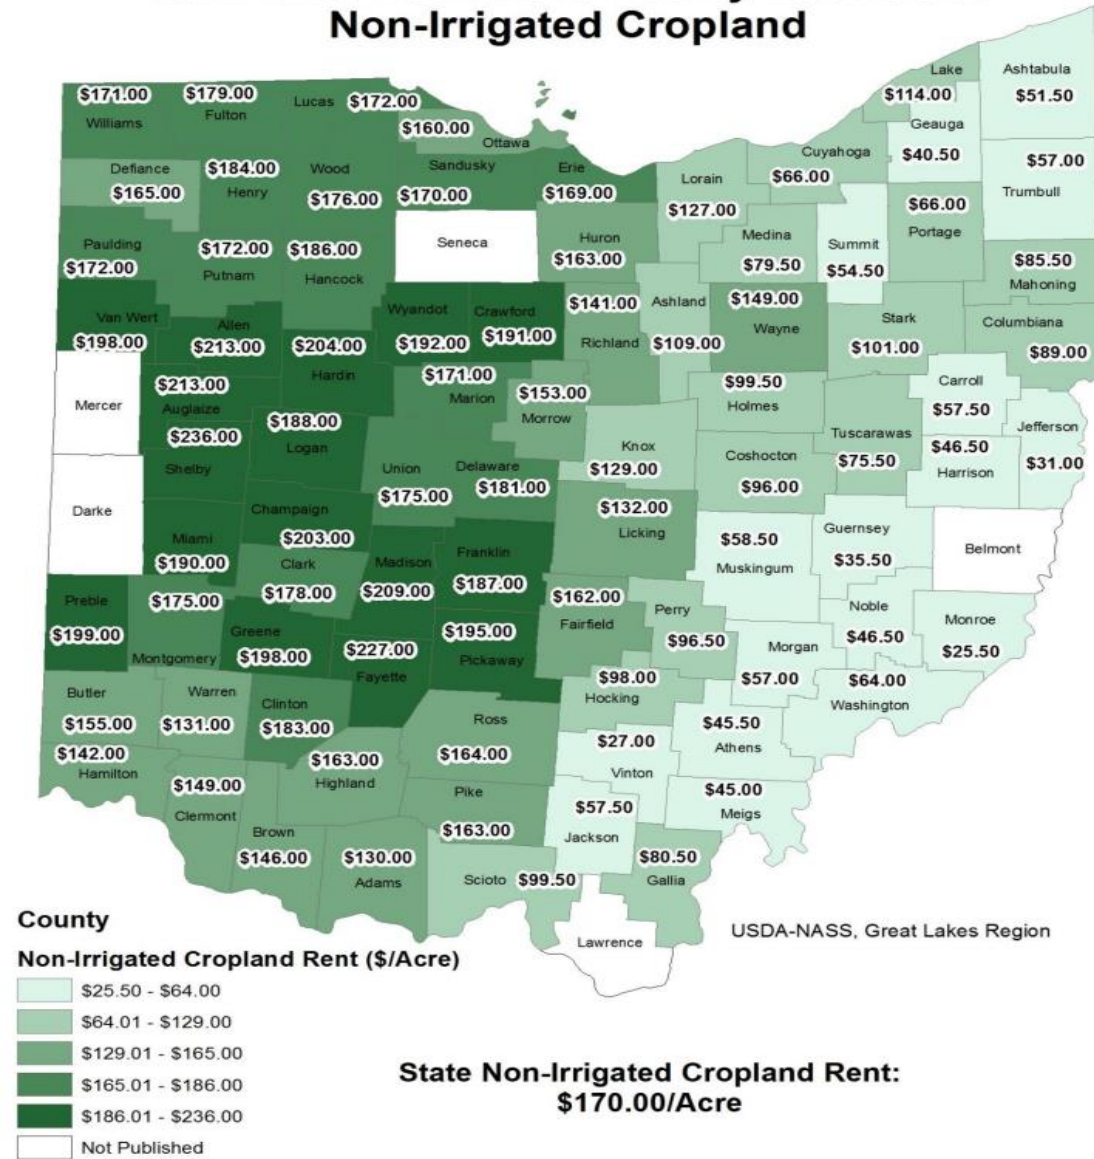 Non-Irrigated Cropland
Lake
Ashtabula
$171.00
$179.00
Lucas
$172.00
$114.00
$51.50
Williams
Fulton
$160.00
Geauga
Ottawa
Cuyahoga
$40.50
$57.00
Defiance
$184.00
Wood
Sandusky
Erie
Lorain
$66.00
Trumbull
$165.00
Henry
$176.00
$170.00
$169.00
$127.00
$66.00
Paulding
$172.00
$186.00
Seneca
Huron
Medina
Summit
Portage
$172.00
Putnam
Hancock
$163.00
$79.50
$54.50
$85.50
Mahoning
Van Wert
Allen
Wyandot
Crawford
$141.00
Ashland
$149.00
Stark
Columbiana
$198.00
$213.00
$204.00
$192.00
$191.00
Richland
$109.00
Wayne
$101.00
$89.00
Hardin
$171.00
$213.00
Marion
$153.00
$99.50
Carroll
Mercer
Auglaize
$188.00
Morrow
Holmes
$57.50
$236.00
Logan
Knox
Tuscarawas
$46.50
Jefferson
Shelby
Union
Delaware
$129.00
Coshocton
$75.50
Harrison
$31.00
$175.00
$181.00
$96.00
Darke
Champaign
$132.00
Miami
$203.00
Licking
$58.50
Guernsey
Belmont
$190.00
Clark
Madison
Franklin
Muskingum
$35.50
$178.00
$209.00
$187.00
Preble
$175.00
$162.00
Perry
Noble
Monroe
$199.00
Greene
$195.00
Fairfield
$96.50
$46.50
$25.50
Montgomery
$198.00
$227.00
Pickaway
Morgan
Fayette
$98.00
$57.00
$64.00
Butler
Warren
Clinton
Hocking
Washington
$155.00
$131.00
$183.00
Ross
$45.50
$142.00
$163.00
$164.00
$27.00
Athens
Hamilton
Highland
Vinton
$149.00
Pike
$45.00
Clermont
$57.50
Meigs
Brown
$163.00
Jackson
$146.00
$130.00
$80.50
Adams
Scioto
$99.50
Gallia
Lawrence
USDA-NASS, Great Lakes Region
County
Non-Irrigated Cropland Rent ($/Acre)
$25.50 - $64.00
$64.01 - $129.00
$129.01 - $165.00
$165.01 - $186.00
$186.01 - $236.00
Not Published
State Non-Irrigated Cropland Rent:
$170.00/Acre